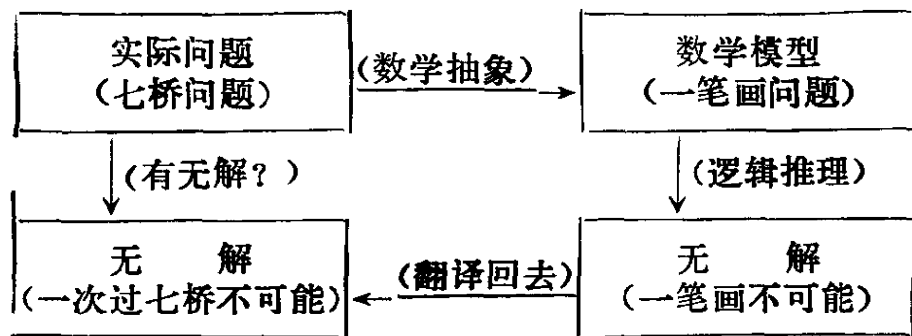 实际问题
（七桥问题）
（数学抽象）
数学模型
（一笔画问题）
（有无解？）
（逻辑推理）
无 解
（一次过七桥不可能）
（翻译回去）
无 解
（一笔画不可能）